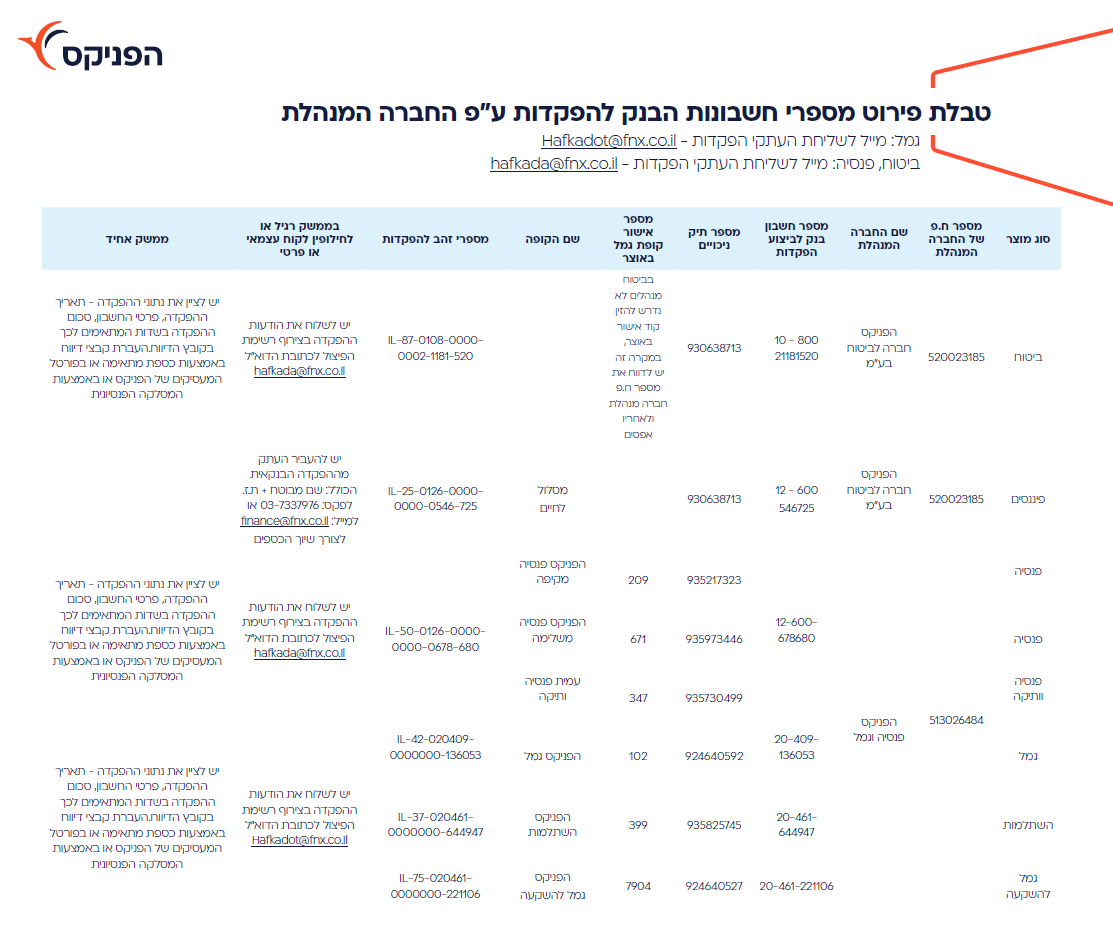 הפניקס
טבלת פירוט מספרי חשבונות הבנק להפקדות ע"פ החברה המנהלת
גמל: מייל לשליחת העתקי הפקדות - Hafkadot@fnx.co.il
ביטוח, פנסיה: מייל לשליחת העתקי הפקדות - hafkada@fnx.co.il
סוג מוצר
מספר ח.פ
של החברה
המנהלת
שם החברה
המנהלת
מספר חשבון
בנק לביצוע
הפקדות
מספר תיק
ניכויים
מספר
אישור
קופת גמל
באוצר
שם הקופה
מספרי זהב להפקדות
בממשק רגיל או
לחילופין לקוח עצמאי
או פרטי
ממשק אחיד
ביטוח
520023185
הפניקס
חברה לביטוח
בע"מ
10 - 800
21181520
930638713
בביטוח
מנהלים לא
נדרש להזין
קוד אישור
באוצר,
במקרה זה
יש לדווח את
מספר ח.פ
חברה מנהלת
ולאחריו
אפסים
IL-87-0108-0000-
0002-1181-520
יש לשלוח את הודעות
ההפקדה בצירוף רשימת
הפיצול לכתובת הדוא"ל
hafkada@fnx.co.il
יש לציין את נתוני ההפקדה - תאריך
ההפקדה, פרטי החשבון, סכום
ההפקדה בשדות המתאימים לכך
בקובץ הדיווח.העברת קבצי דיווח
באמצעות כספת מתאימה או בפורטל
המעסיקים של הפניקס או באמצעות
המסלקה הפנסיונית
פיננסים
520023185
הפניקס
חברה לביטוח
בע"מ
12 - 600
546725
930638713
מסלול
לחיים
IL-25-0126-0000-
0000-0546-725
יש להעביר העתק
מההפקדה הבנקאית
הכולל: שם מבוטח + ת.ז.
לפקס: 03-7337976 או
למייל: finance@fnx.co.il
לצורך שיוך הכספים
פנסיה
935217323
209
הפניקס פנסיה
מקיפה
פנסיה
12-600-
678680
935973446
671
הפניקס פנסיה
משלימה
IL-50-0126-0000-
0000-0678-680
יש לשלוח את הודעות
ההפקדה בצירוף רשימת
הפיצול לכתובת הדוא"ל
hafkada@fnx.co.il
יש לציין את נתוני ההפקדה - תאריך
ההפקדה, פרטי החשבון, סכום
ההפקדה בשדות המתאימים לכך
בקובץ הדיווח.העברת קבצי דיווח
באמצעות כספת מתאימה או בפורטל
המעסיקים של הפניקס או באמצעות
המסלקה הפנסיונית
פנסיה
וותיקה
935730499
347
עמית פנסיה
ותיקה
513026484
הפניקס
פנסיה וגמל
גמל
20-409-
136053
924640592
102
הפניקס גמל
IL-42-020409-
0000000-136053
השתלמות
20-461-
644947
935825745
399
הפניקס
השתלמות
IL-37-020461-
0000000-644947
יש לשלוח את הודעות
ההפקדה בצירוף רשימת
הפיצול לכתובת הדוא"ל
Hafkadot@fnx.co.il
יש לציין את נתוני ההפקדה - תאריך
ההפקדה, פרטי החשבון, סכום
ההפקדה בשדות המתאימים לכך
בקובץ הדיווח.העברת קבצי דיווח
באמצעות כספת מתאימה או בפורטל
המעסיקים של הפניקס או באמצעות
המסלקה הפנסיונית
גמל
להשקעה
20-461-221106
924640527
7904
הפניקס
גמל להשקעה
IL-75-020461-
0000000-221106